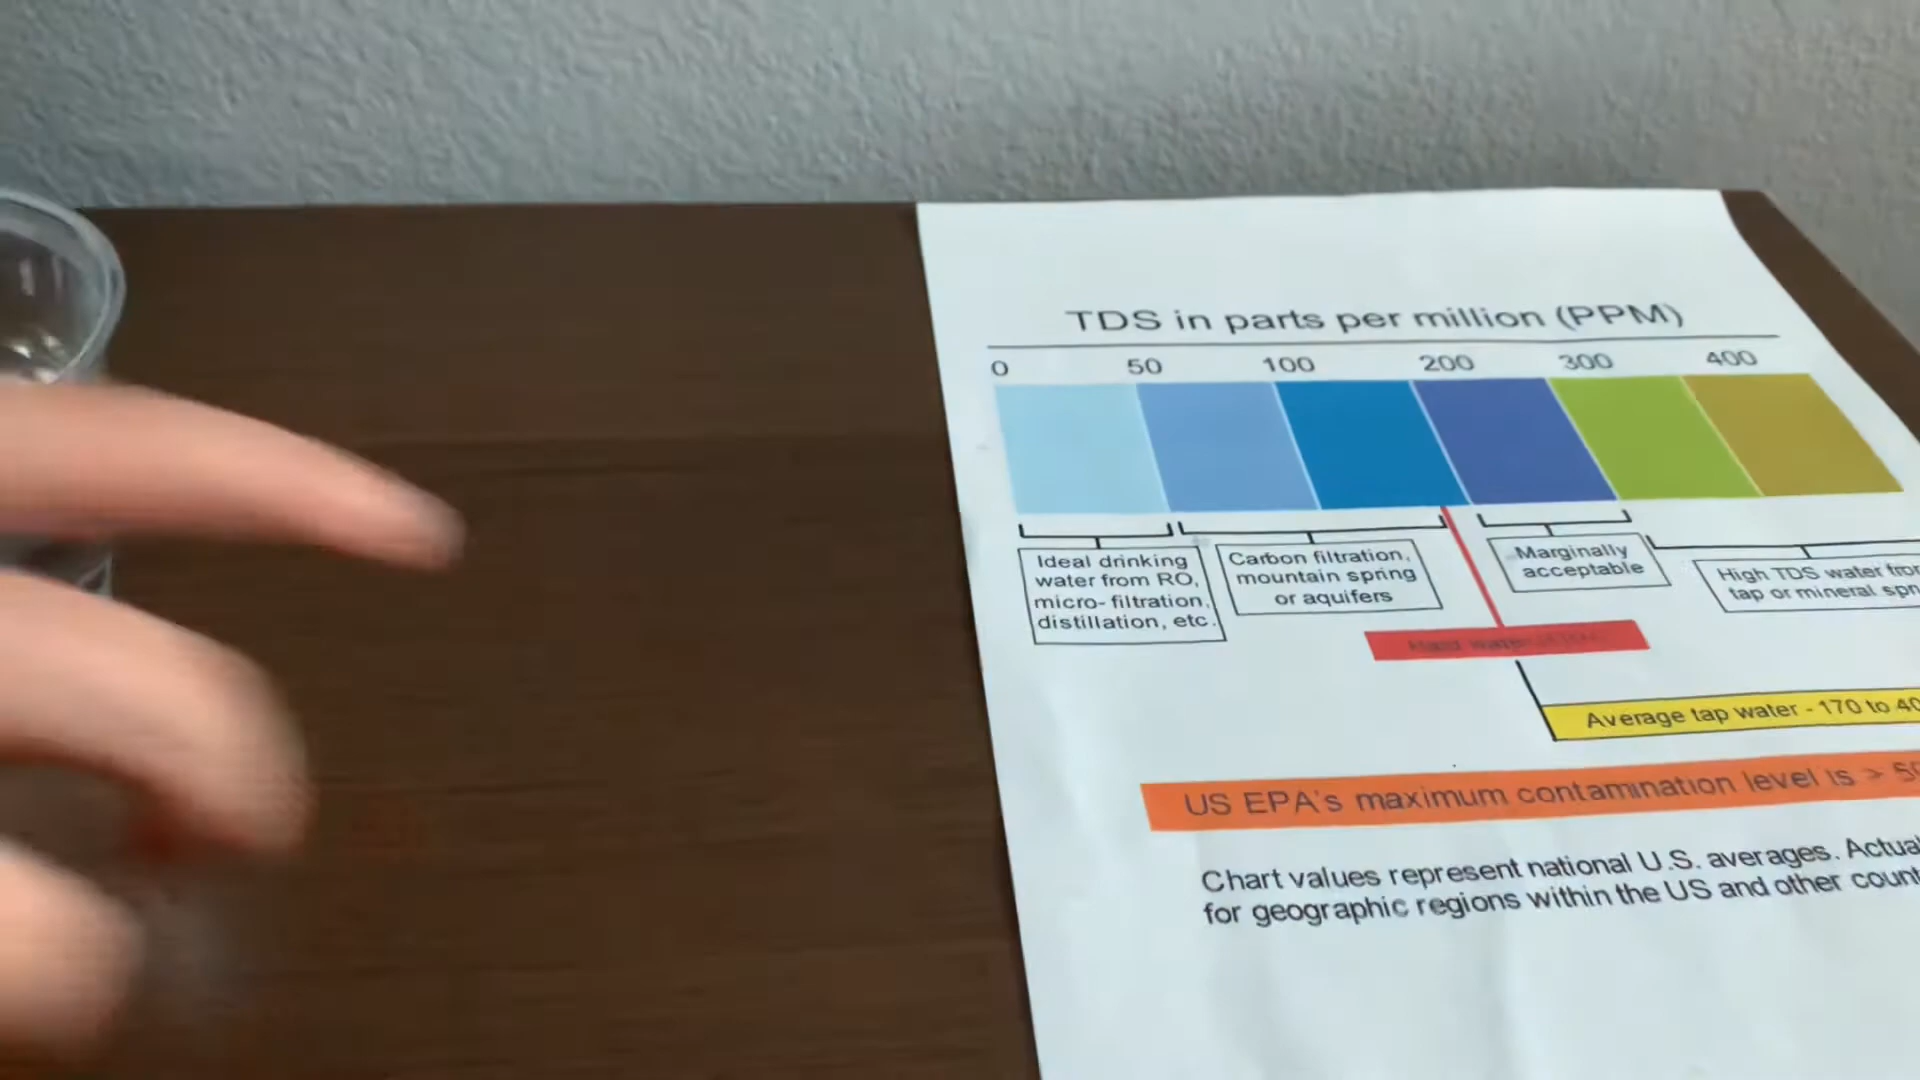 TDS in parts per million (PPM)
0 50 100 200 300 400
Ideal drinking
water from RO,
micro- filtration,
distillation, etc.
Carbon filtration,
mountain spring
or aquifers
Marginally
acceptable
High TDS water
tap or mineral
Average tap water - 170 to
US EPA's maximum contamination level is >
Chart values represent national U.S. averages. Actual
for geographic regions within the US and other